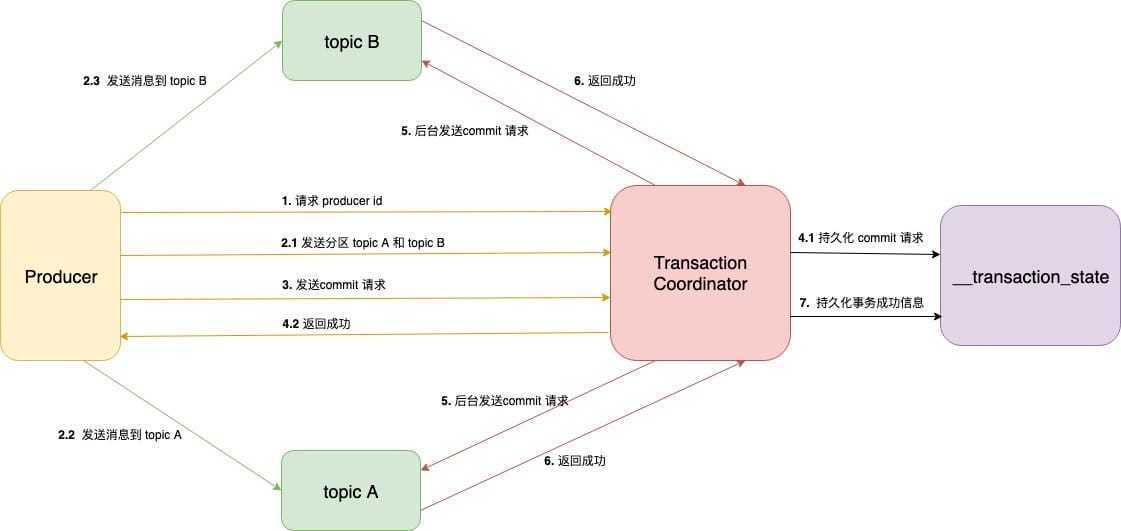 topic B
2.3 发送消息到 topic B
6. 返回成功
5. 后台发送commit 请求
1. 请求 producer id
2.1 发送分区 topic A 和 topic B
4.1 持久化 commit 请求
Producer
Transaction
Coordinator
__transaction_state
3. 发送commit 请求
7. 持久化事务成功信息
4.2 返回成功
5. 后台发送commit 请求
2.2 发送消息到 topic A
6. 返回成功
topic A